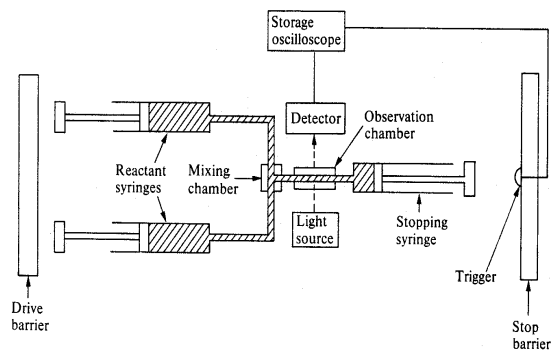 Storage
oscilloscope
Detector
Observation
chamber
Reactant
syringes
Mixing
chamber
Light
source
Stopping
syringe
Trigger
Drive
barrier
Stop
barrier